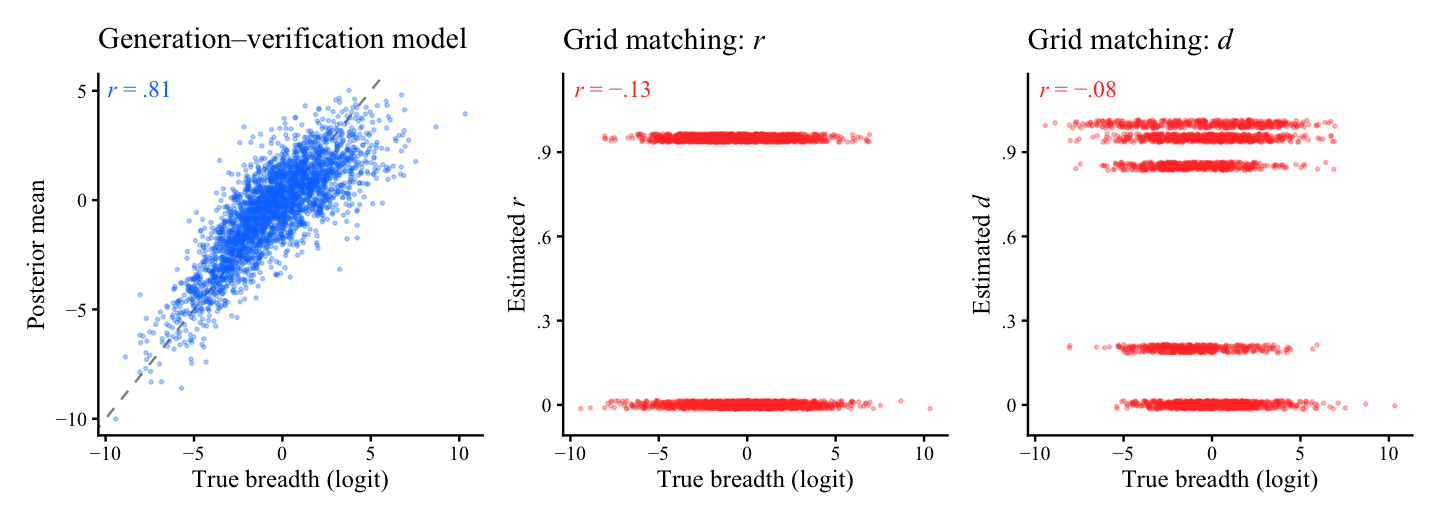 Generation–verification model
r = .81
5
0
−5
−10
Posterior mean
−10
−5
0
5
10
True breadth (logit)
Grid matching: r
r = −.13
.9
.6
.3
0
Estimated r
−10
−5
0
5
10
True breadth (logit)
Grid matching: d
r = −.08
.9
.6
.3
0
Estimated d
−10
−5
0
5
10
True breadth (logit)